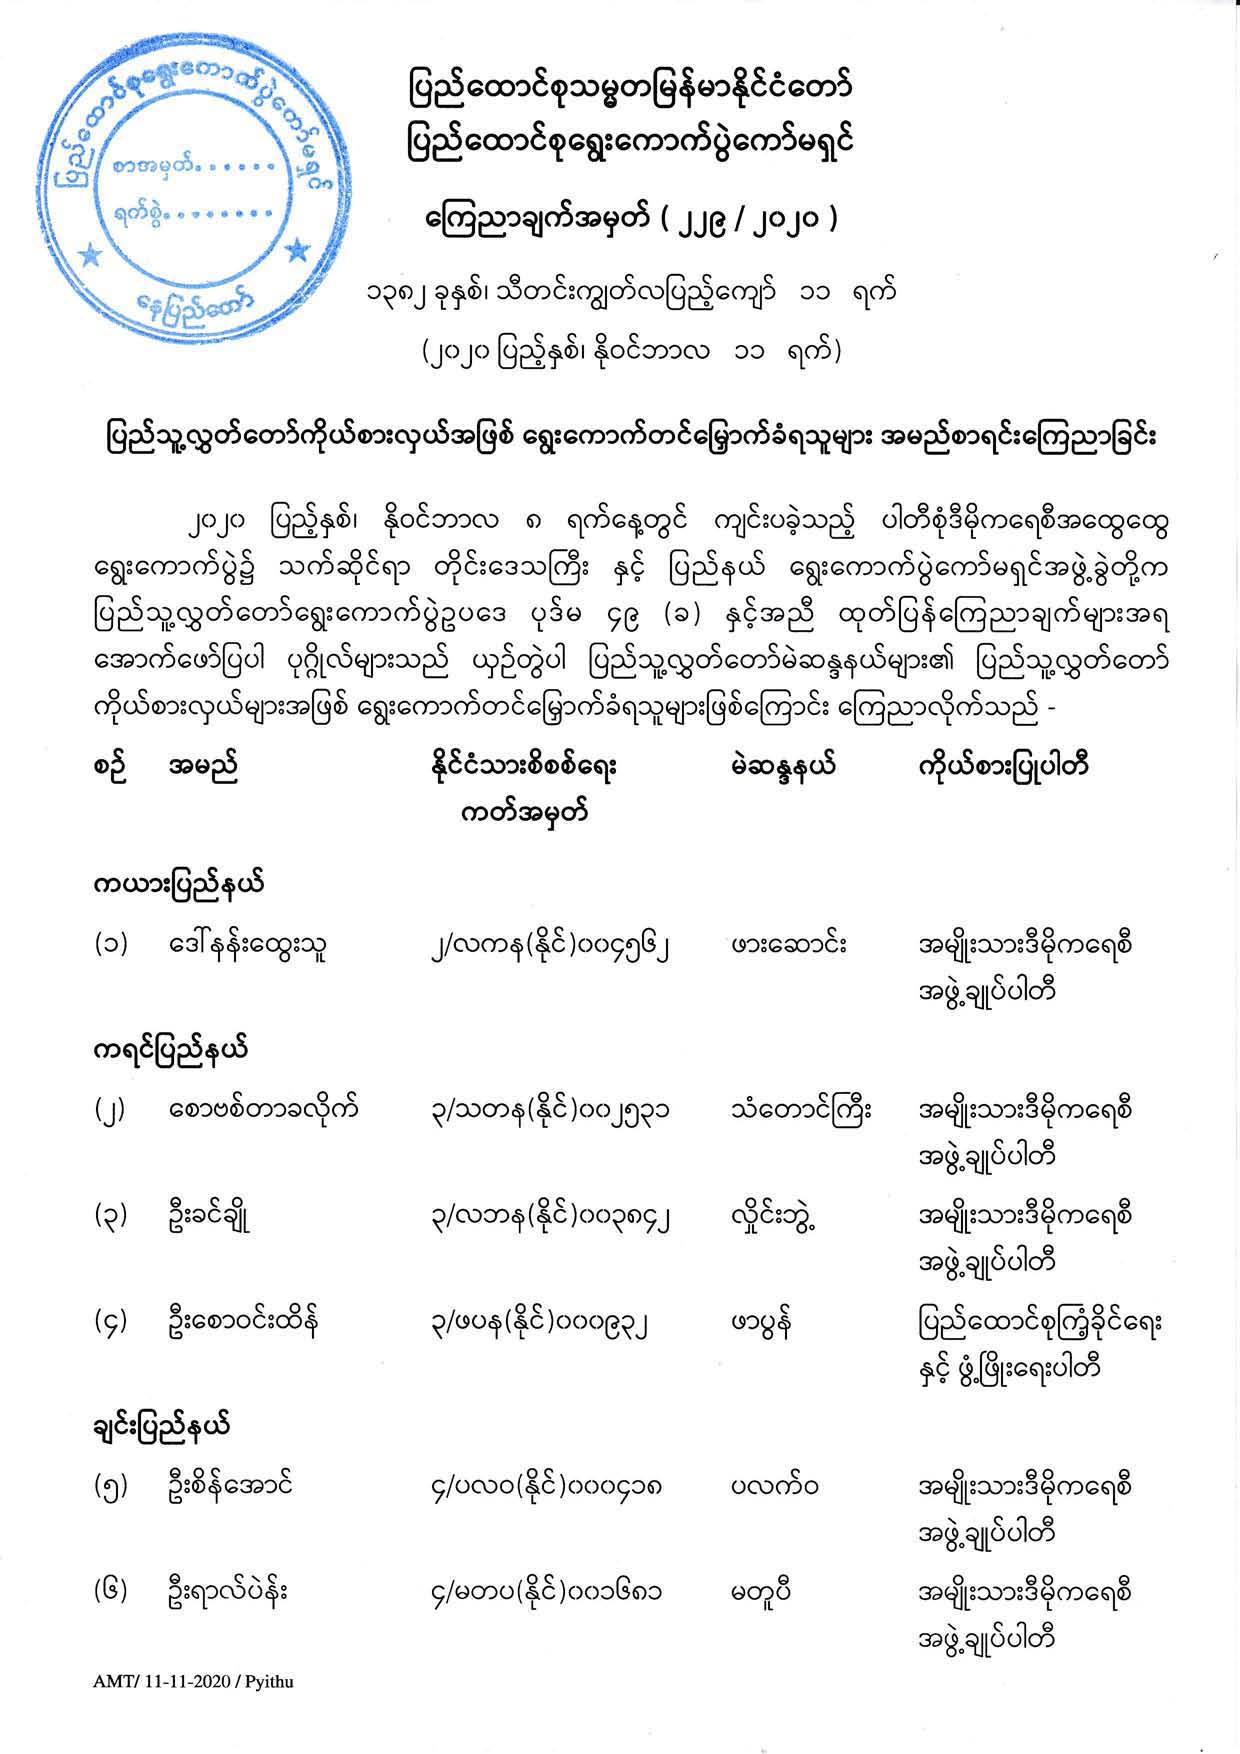 ပြည်ထောင်စုရွေးကောက်ပွဲကော်မရှင်
စာအမှတ်.......
ရက်စွဲ.........
နေပြည်တော်
ပြည်ထောင်စုသမ္မတမြန်မာနိုင်ငံတော်
ပြည်ထောင်စုရွေးကောက်ပွဲကော်မရှင်
ကြေညာချက်အမှတ် ( ၂၂၉ / ၂၀၂၀ )
၁၃၈၂ ခုနှစ်၊ သီတင်းကျွတ်လပြည့်ကျော် ၁၁ ရက်
(၂၀၂၀ ပြည့်နှစ်၊ နိုဝင်ဘာလ ၁၁ ရက်)
ပြည်သူ့လွှတ်တော်ကိုယ်စားလှယ်အဖြစ် ရွေးကောက်တင်မြှောက်ခံရသူများ အမည်စာရင်းကြေညာခြင်း
၂၀၂၀ ပြည့်နှစ်၊ နိုဝင်ဘာလ ၈ ရက်နေ့တွင် ကျင်းပခဲ့သည့် ပါတီစုံဒီမိုကရေစီအထွေထွေ
ရွေးကောက်ပွဲ၌ သက်ဆိုင်ရာ တိုင်းဒေသကြီး နှင့် ပြည်နယ် ရွေးကောက်ပွဲကော်မရှင်အဖွဲ့ခွဲတို့က
ပြည်သူ့လွှတ်တော်ရွေးကောက်ပွဲဥပဒေ ပုဒ်မ ၄၉ (ခ) နှင့်အညီ ထုတ်ပြန်ကြေညာချက်များအရ
အောက်ဖော်ပြပါ ပုဂ္ဂိုလ်များသည် ယှဉ်တွဲပါ ပြည်သူ့လွှတ်တော်မဲဆန္ဒနယ်များ၏ ပြည်သူ့လွှတ်တော်
ကိုယ်စားလှယ်များအဖြစ် ရွေးကောက်တင်မြှောက်ခံရသူများဖြစ်ကြောင်း ကြေညာလိုက်သည် -
စဉ် အမည် နိုင်ငံသားစိစစ်ရေး မဲဆန္ဒနယ် ကိုယ်စားပြုပါတီ
ကတ်အမှတ်
ကယားပြည်နယ်
(၁) ဒေါ်နန်းထွေးသူ ၂/လကန(နိုင်)၀၀၄၅၆၂ ဖားဆောင်း အမျိုးသားဒီမိုကရေစီ
အဖွဲ့ချုပ်ပါတီ
ကရင်ပြည်နယ်
(၂) စောဗစ်တာခလိုက် ၃/သတန(နိုင်)၀၀၂၅၃၁ သံတောင်ကြီး အမျိုးသားဒီမိုကရေစီ
အဖွဲ့ချုပ်ပါတီ
(၃) ဦးခင်ချို ၃/လဘန(နိုင်)၀၀၃၈၄၂ လှိုင်းဘွဲ့ အမျိုးသားဒီမိုကရေစီ
အဖွဲ့ချုပ်ပါတီ
(၄) ဦးစောဝင်းထိန် ၃/ဖပန(နိုင်)၀၀၀၉၃၂ ဖာပွန် ပြည်ထောင်စုကြံ့ခိုင်ရေး
နှင့် ဖွံ့ဖြိုးရေးပါတီ
ချင်းပြည်နယ်
(၅) ဦးစိန်အောင် ၄/ပလဝ(နိုင်)၀၀၀၄၁၈ ပလက်ဝ အမျိုးသားဒီမိုကရေစီ
အဖွဲ့ချုပ်ပါတီ
(၆) ဦးရာလ်ပဲန်း ၄/မတပ(နိုင်)၀၀၁၆၈၁ မတူပီ အမျိုးသားဒီမိုကရေစီ
အဖွဲ့ချုပ်ပါတီ
AMT/ 11-11-2020 / Pyithu